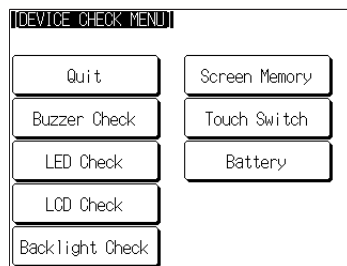 [DEVICE CHECK MENU]
Quit
Screen Memory
Buzzer Check
Touch Switch
LED Check
Battery
LCD Check
Backlight Check